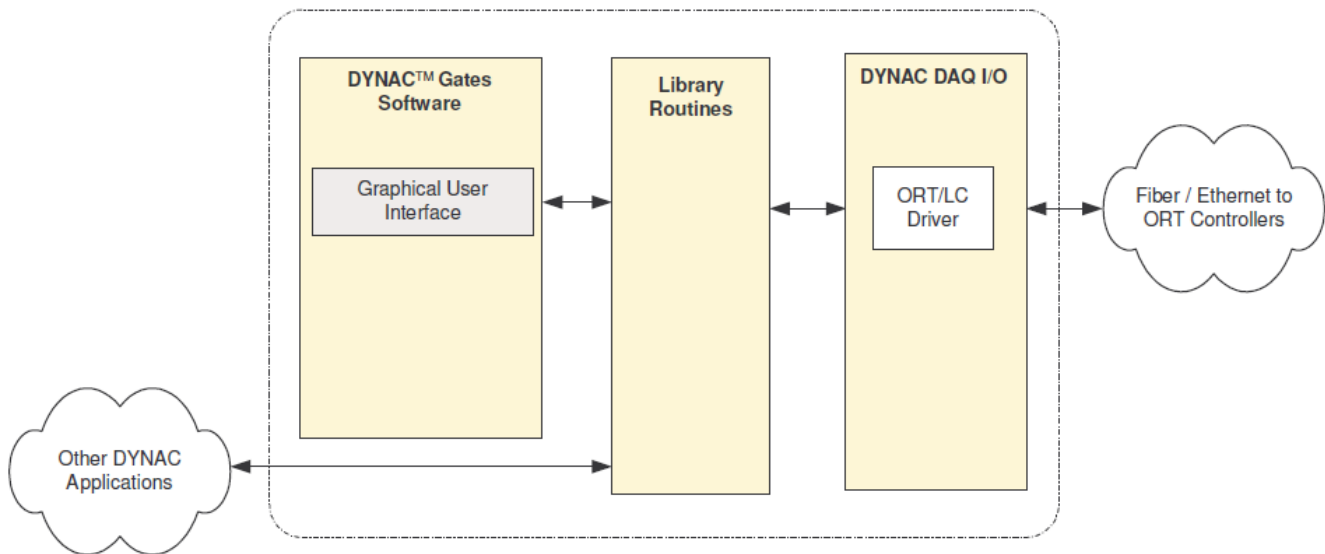 DYNAC™ Gates
Software
Graphical User
Interface
Library
Routines
DYNAC DAQ I/O
ORT/LC
Driver
Fiber / Ethernet to
ORT Controllers
Other DYNAC
Applications